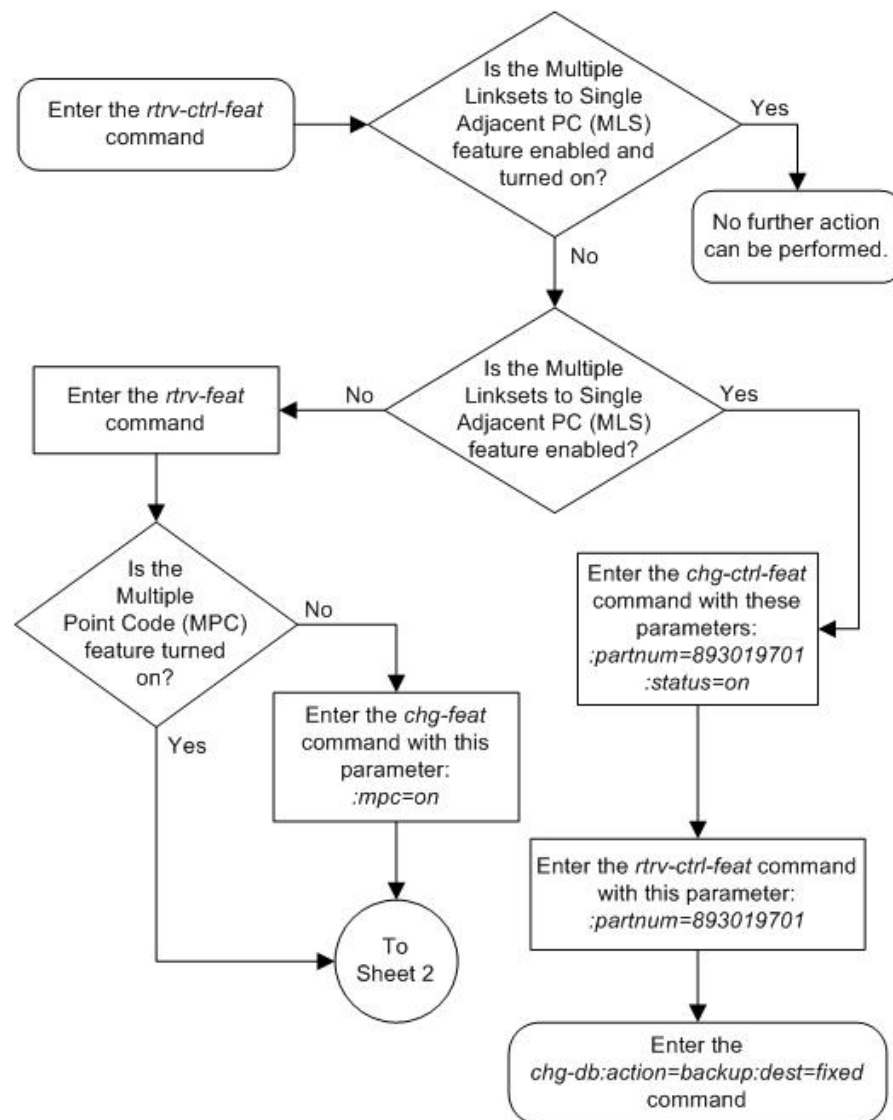 Enter the rtrv-ctrl-feat
command
Is the Multiple
Linksets to Single
Adjacent PC (MLS)
feature enabled and
turned on?
Yes
No further action
can be performed.
No
Is the Multiple
Linksets to Single
Adjacent PC (MLS)
feature enabled?
No
Yes
Enter the rtrv-feat
command
Is the
Multiple
Point Code (MPC)
feature turned
on?
No
Yes
Enter the chg-feat
command with this
parameter:
:mpc=on
To
Sheet 2
Enter the chg-ctrl-feat
command with these
parameters:
:partnum=893019701
:status=on
Enter the rtrv-ctrl-feat command
with this parameter:
:partnum=893019701
Enter the
chg-db:action=backup:dest=fixed
command